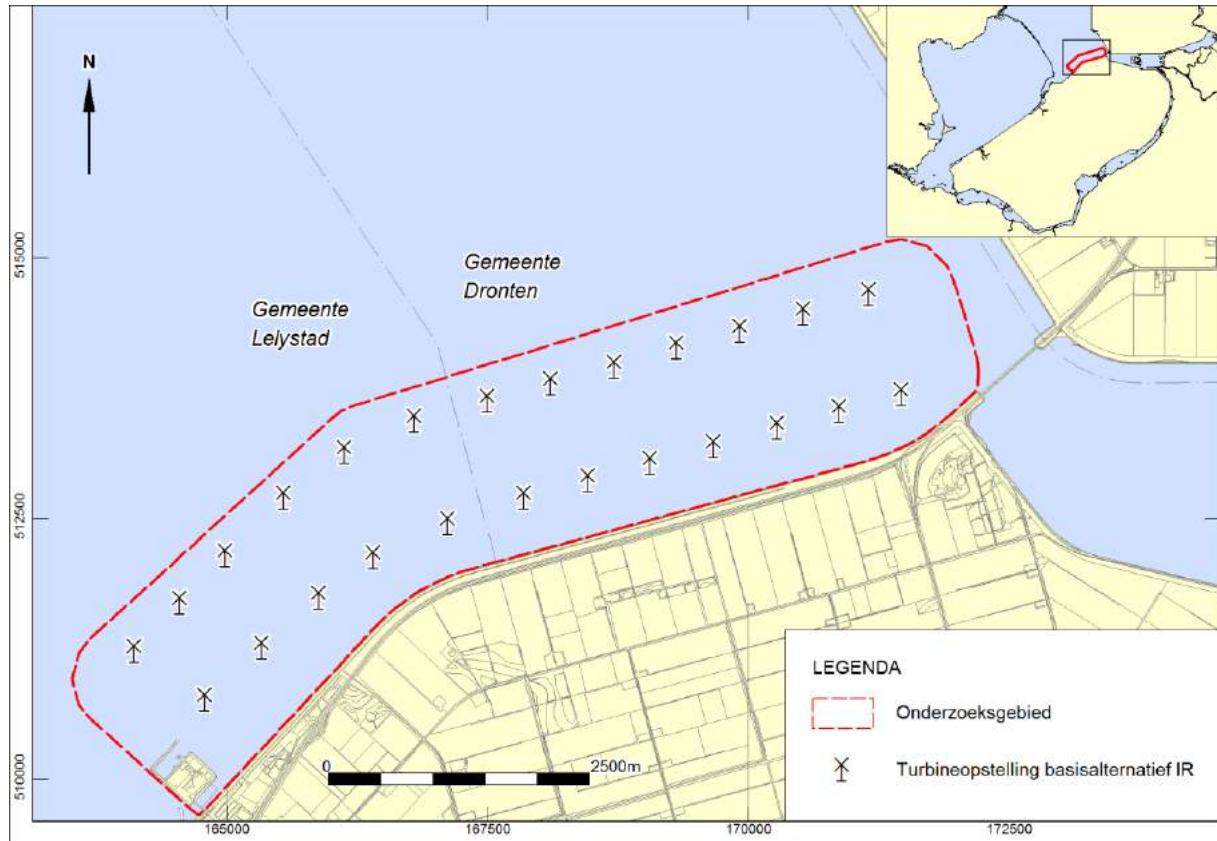 N
Gemeente
Dronten
Gemeente
Lelystad
515000
512500
510000
0
2500m
LEGENDA
Onderzoeksgebied
Turbineopstelling basisalternatief IR
165000
167500
170000
172500